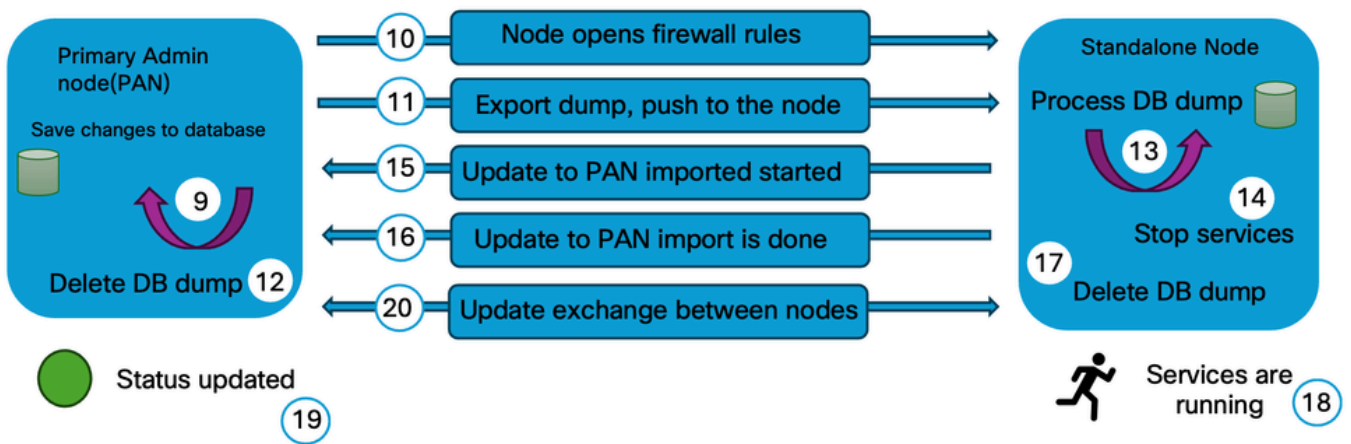 Primary Admin
node(PAN)
Save changes to database
9
Delete DB dump 12
10 Node opens firewall rules
11 Export dump, push to the node
15 Update to PAN imported started
16 Update to PAN import is done
20 Update exchange between nodes
Standalone Node
Process DB dump
13
14
Stop services
17
Delete DB dump
Status updated
19
Services are
running 18